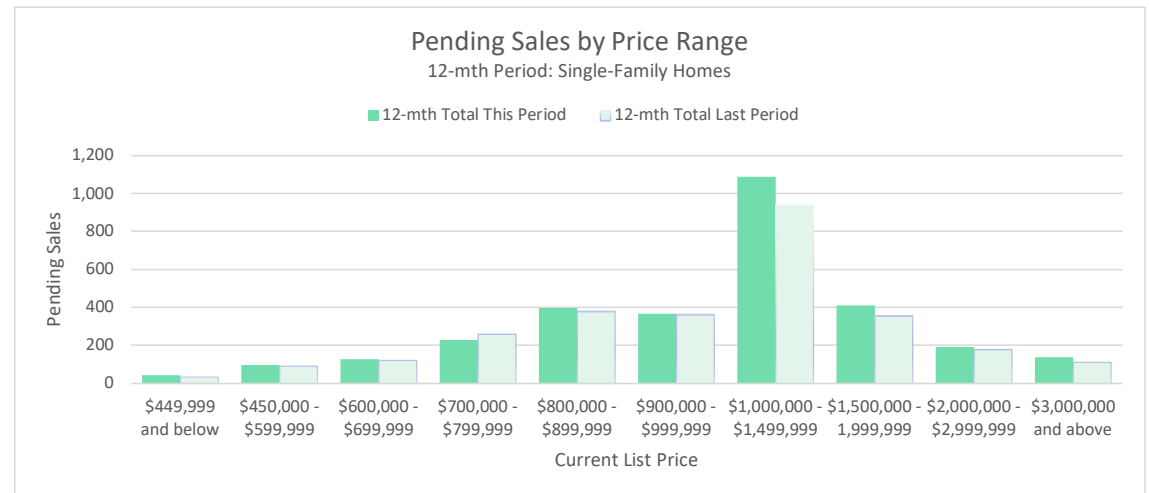 Pending Sales by Price Range
12-mth Period: Single-Family Homes
12-mth Total This Period 12-mth Total Last Period
1,200
1,000
800
600
400
200
0
Pending Sales
$449,999 $450,000 - $600,000 - $700,000 - $800,000 - $900,000 - $1,000,000 - $1,500,000 - $2,000,000 - $3,000,000
and below $599,999 $699,999 $799,999 $899,999 $999,999 $1,499,999 1,999,999 $2,999,999 and above
Current List Price